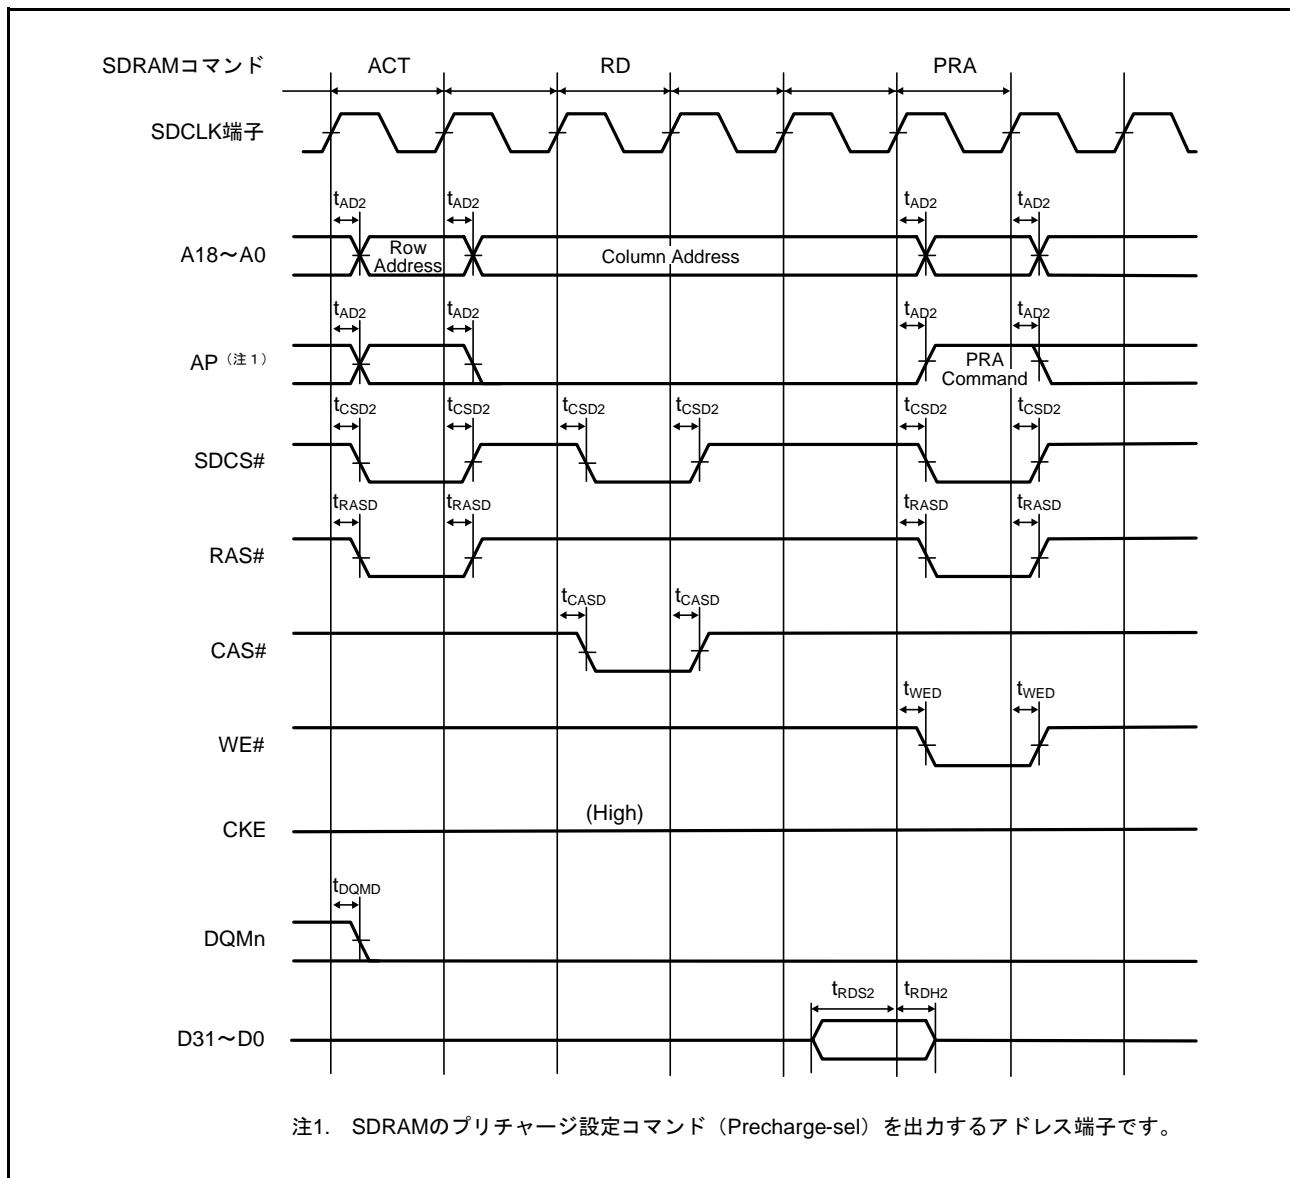 SDRAMコマンド ACT RD PRA
SDCLK端子
tAD2 tAD2 tAD2 tAD2
A18～A0 Row Address Column Address
tAD2 tAD2 tAD2 tAD2
AP（注１） PRA Command
tCSD2 tCSD2 tCSD2 tCSD2 tCSD2 tCSD2
SDCS#
tRASD tRASD tRASD tRASD
RAS#
tCASD tCASD
CAS#
tWED tWED
WE#
(High)
CKE
tDQMD
DQMn
tRDS2 tRDH2
D31～D0
注1. SDRAMのプリチャージ設定コマンド（Precharge-sel）を出力するアドレス端子です。